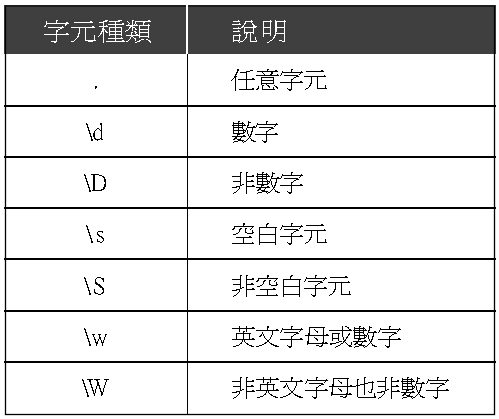 字元種類 說明
. 任意字元
\d 數字
\D 非數字
\s 空白字元
\S 非空白字元
\w 英文字母或數字
\W 非英文字母也非數字